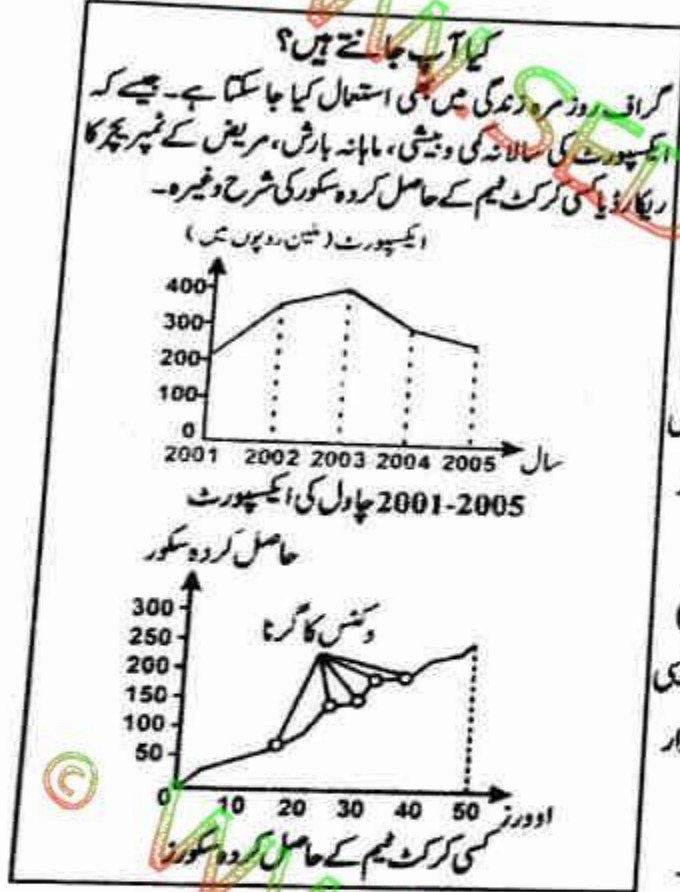 کیا آپ جانتے ہیں؟
گراف روز مرہ زندگی میں بھی استعمال کیا جا سکتا ہے۔ جیسے کہ
ایکسپورٹ کی سالانہ کمی و بیشی، ماہانہ بارش، مریض کے ٹمپریچر کا
ریکارڈ یا کسی کرکٹ ٹیم کے حاصل کردہ سکور کی شرح وغیرہ۔
ایکسپورٹ (ملین روپوں میں)
400
300
200
100
0
2001 2002 2003 2004 2005 سال
2001-2005 چاول کی ایکسپورٹ
حاصل کردہ سکور
وکٹس کا گرنا
300
250
200
150
100
50
0
10 20 30 40 50 اوورز
کسی کرکٹ ٹیم کے حاصل کردہ سکورز
©